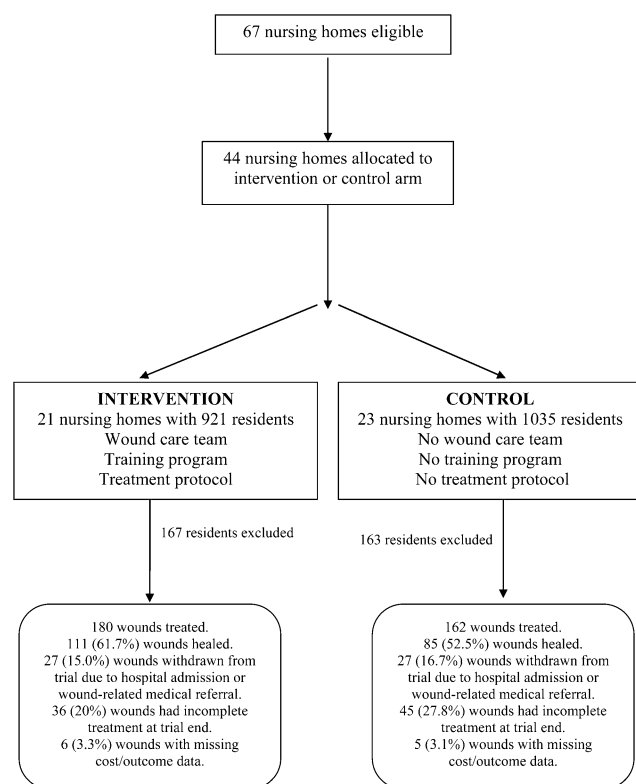 67 nursing homes eligible
44 nursing homes allocated to
intervention or control arm
INTERVENTION
21 nursing homes with 921 residents
Wound care team
Training program
Treatment protocol
CONTROL
23 nursing homes with 1035 residents
No wound care team
No training program
No treatment protocol
167 residents excluded
163 residents excluded
180 wounds treated.
111 (61.7%) wounds healed.
27 (15.0%) wounds withdrawn from
trial due to hospital admission or
wound-related medical referral.
36 (20%) wounds had incomplete
treatment at trial end.
6 (3.3%) wounds with missing
cost/outcome data.
162 wounds treated.
85 (52.5%) wounds healed.
27 (16.7%) wounds withdrawn from
trial due to hospital admission or
wound-related medical referral.
45 (27.8%) wounds had incomplete
treatment at trial end.
5 (3.1%) wounds with missing
cost/outcome data.